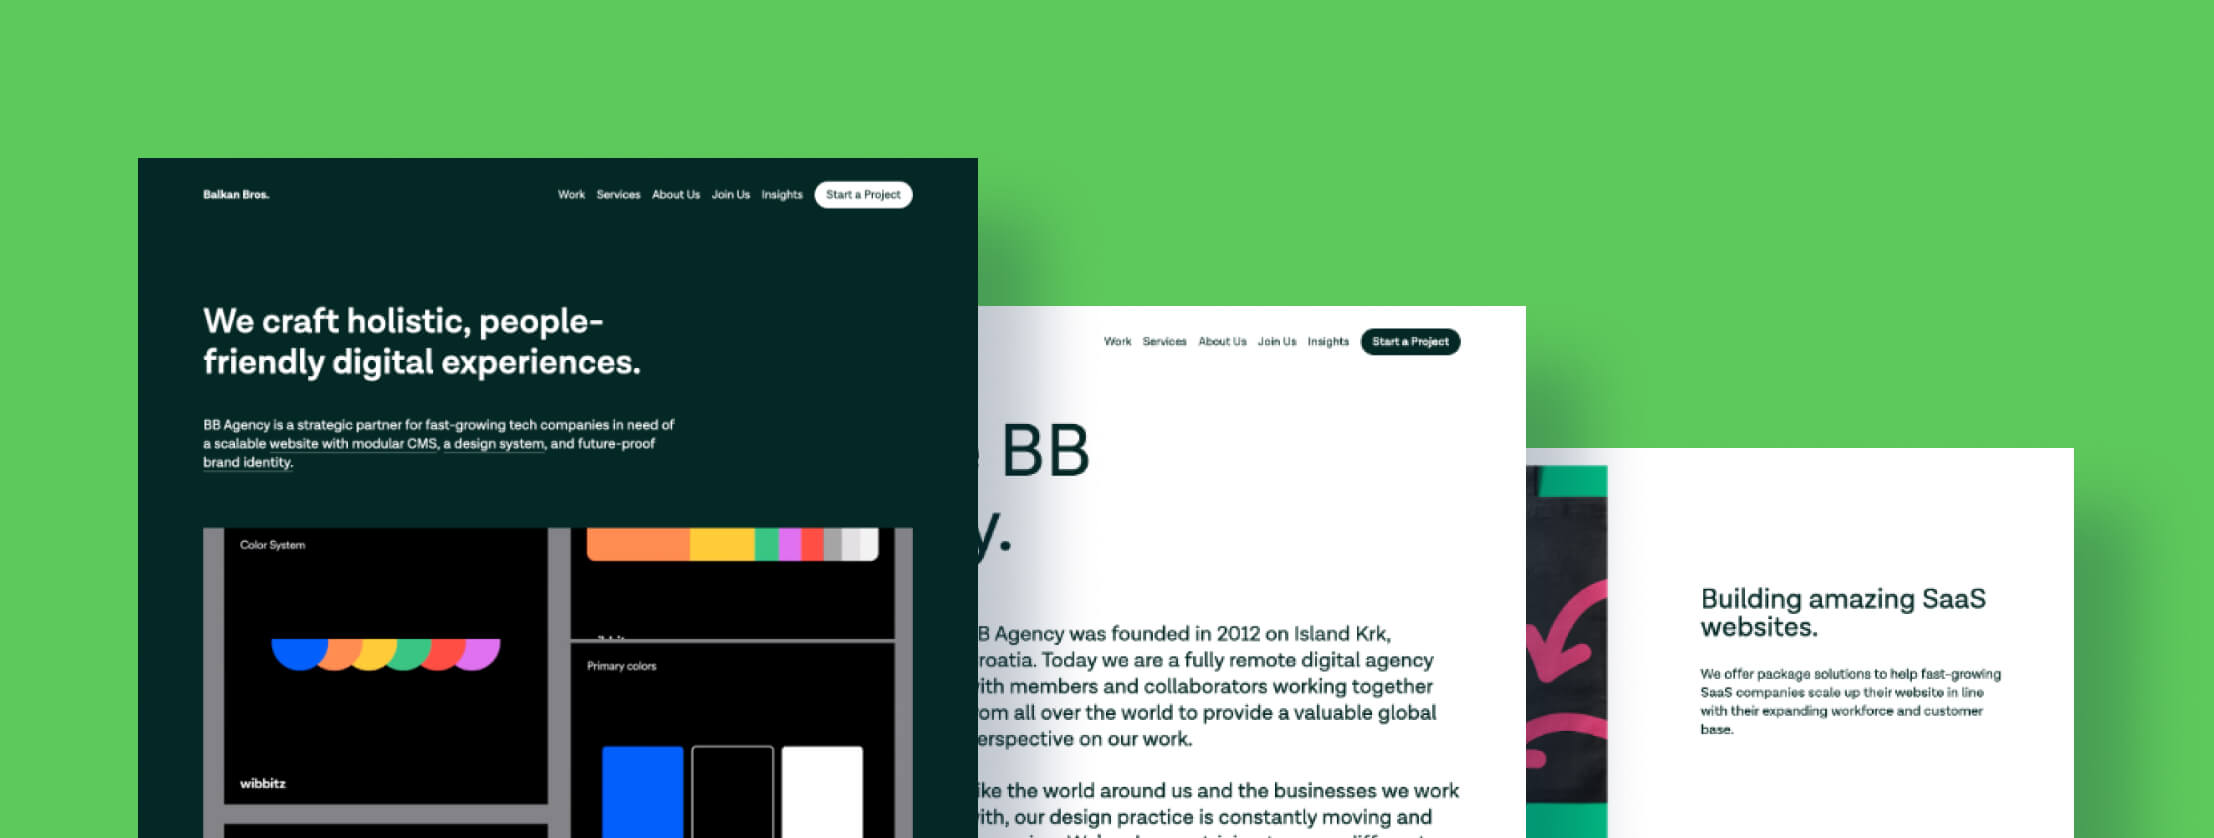 Balkan Bros.
Work Services About Us Join Us Insights Start a Project
We craft holistic, people-
friendly digital experiences.
BB Agency is a strategic partner for fast-growing tech companies in need of
a scalable website with modular CMS, a design system, and future-proof
brand identity.
Color System
wibbitz
Primary colors
Work Services About Us Join Us Insights Start a Project
BB
y.
B Agency was founded in 2012 on Island Krk,
roatia. Today we are a fully remote digital agency
ith members and collaborators working together
om all over the world to provide a valuable global
erspective on our work.
ike the world around us and the businesses we work
ith, our design practice is constantly moving and
Building amazing SaaS
websites.
We offer package solutions to help fast-growing
SaaS companies scale up their website in line
with their expanding workforce and customer
base.